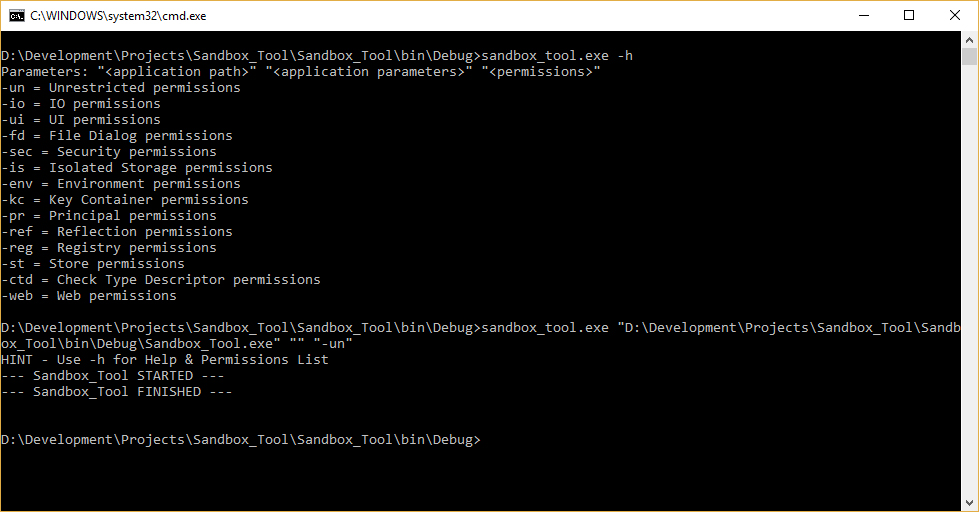 C:\WINDOWS\system32\cmd.exe
D:\Development\Projects\Sandbox_Tool\Sandbox_Tool\bin\Debug>sandbox_tool.exe -h
Parameters: "<application path>" "<application parameters>" "<permissions>"
-un = Unrestricted permissions
-io = IO permissions
-ui = UI permissions
-fd = File Dialog permissions
-sec = Security permissions
-is = Isolated Storage permissions
-env = Environment permissions
-kc = Key Container permissions
-pr = Principal permissions
-ref = Reflection permissions
-reg = Registry permissions
-st = Store permissions
-ctd = Check Type Descriptor permissions
-web = Web permissions
D:\Development\Projects\Sandbox_Tool\Sandbox_Tool\bin\Debug>sandbox_tool.exe "D:\Development\Projects\Sandbox_Tool\Sandb
ox_Tool\bin\Debug\Sandbox_Tool.exe" "" "-un"
HINT - Use -h for Help & Permissions List
--- Sandbox_Tool STARTED ---
--- Sandbox_Tool FINISHED ---
D:\Development\Projects\Sandbox_Tool\Sandbox_Tool\bin\Debug>